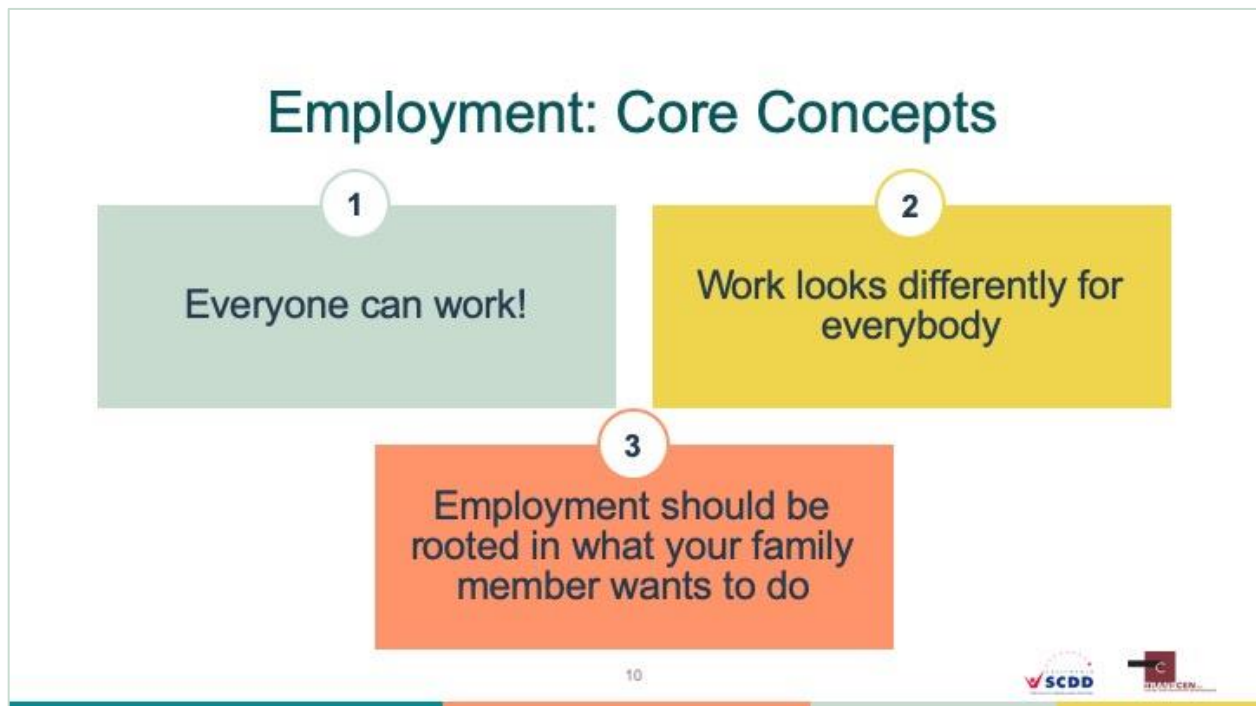 Employment: Core Concepts
1
Everyone can work!
2
Work looks differently for
everybody
3
Employment should be
rooted in what your family
member wants to do
10
SCDD
C
TRANSCEN